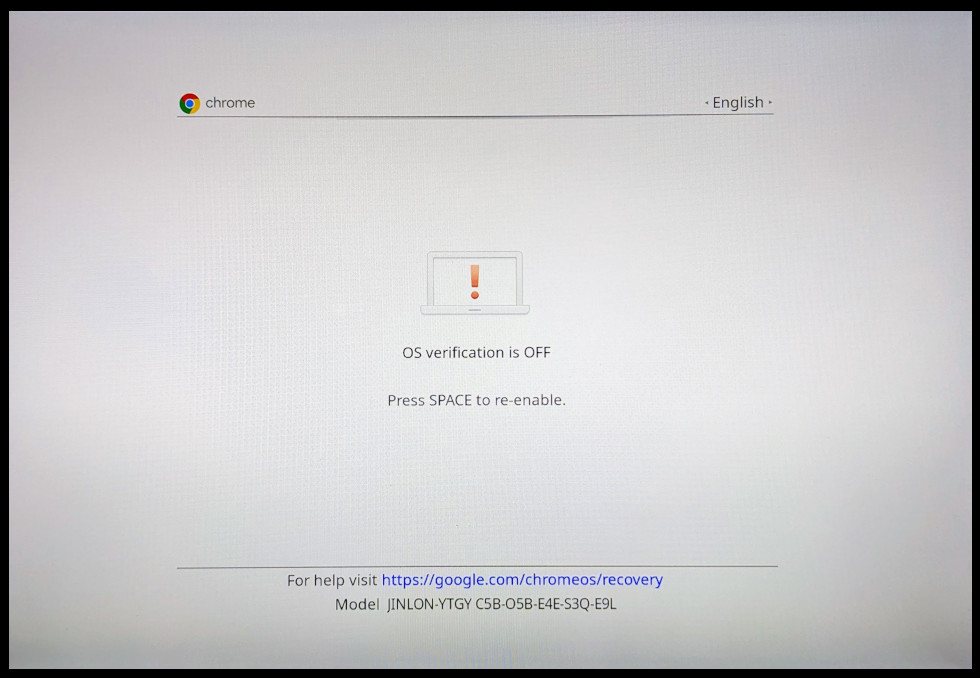 chrome
English
OS verification is OFF
Press SPACE to re-enable.
For help visit https://google.com/chromeos/recovery
Model JINLON-YTGY C5B-O5B-E4E-S3Q-E9L